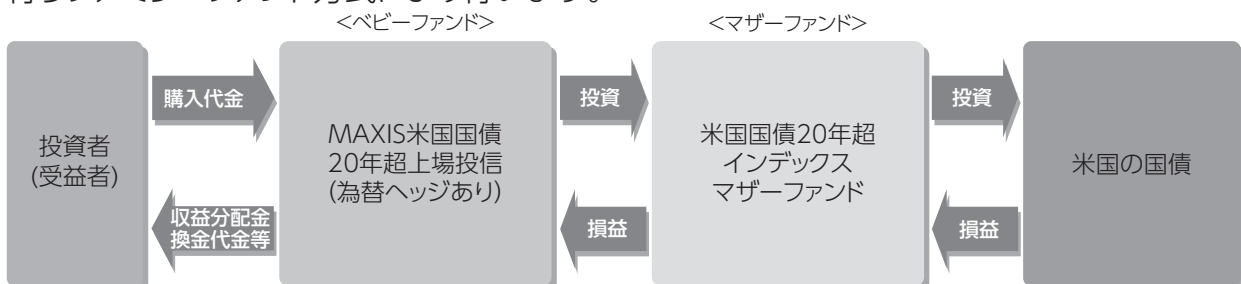 <ベビーファンド>
<マザーファンド>
購入代金
投資
投資
投資者
(受益者)
MAXIS米国国債
20年超上場投信
(為替ヘッジあり)
米国国債20年超
インデックス
マザーファンド
米国の国債
収益分配金
換金代金等
損益
損益